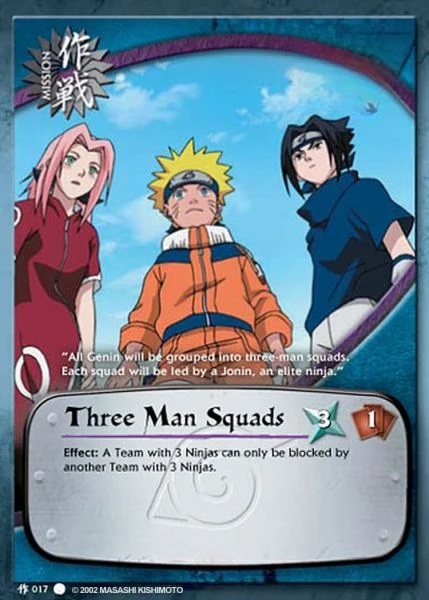 作戦
MISSION
"All Genin will be grouped into three-man squads.
Each squad will be led by a Jonin, an elite ninja."
Three Man Squads 3 1
Effect: A Team with 3 Ninjas can only be blocked by
another Team with 3 Ninjas.
作 017 © 2002 MASASHI KISHIMOTO